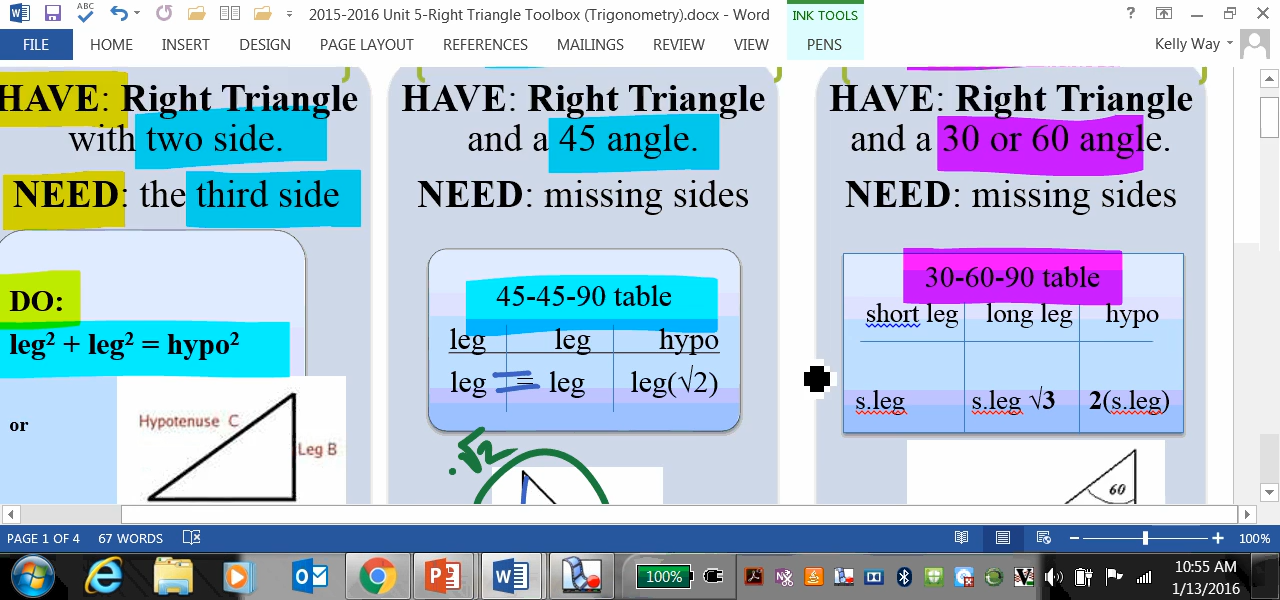 2015-2016 Unit 5-Right Triangle Toolbox (Trigonometry).docx - Word
INK TOOLS
?
FILE
HOME
INSERT
DESIGN
PAGE LAYOUT
REFERENCES
MAILINGS
REVIEW
VIEW
PENS
Kelly Way
HAVE: Right Triangle
with two side.
NEED: the third side
DO:
leg² + leg² = hypo²
or
Hypotenuse C
Leg B
HAVE: Right Triangle
and a 45 angle.
NEED: missing sides
45-45-90 table
leg leg hypo
leg = leg leg(√2)
·√2
HAVE: Right Triangle
and a 30 or 60 angle.
NEED: missing sides
30-60-90 table
short leg long leg hypo
s.leg s.leg √3 2(s.leg)
60
PAGE 1 OF 4 67 WORDS
100%
100%
10:55 AM
1/13/2016